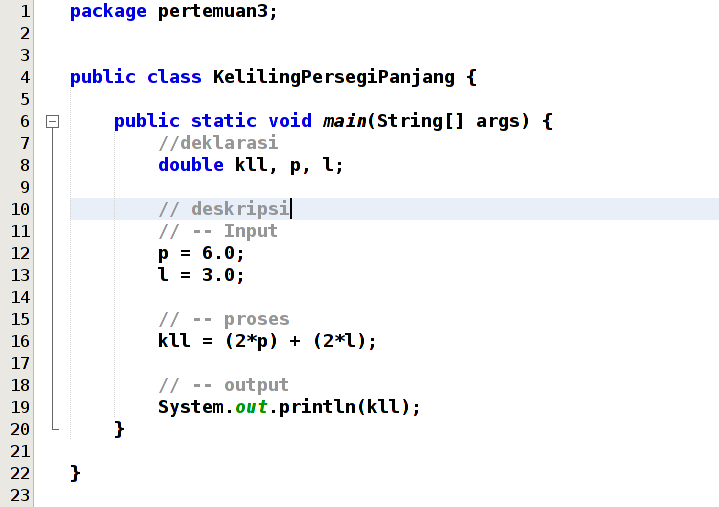 1 package pertemuan3;
2
3
4 public class KelilingPersegiPanjang {
5
6 public static void main(String[] args) {
7 //deklarasi
8 double kll, p, l;
9
10 // deskripsi
11 // -- Input
12 p = 6.0;
13 l = 3.0;
14
15 // -- proses
16 kll = (2*p) + (2*l);
17
18 // -- output
19 System.out.println(kll);
20 }
21
22 }
23